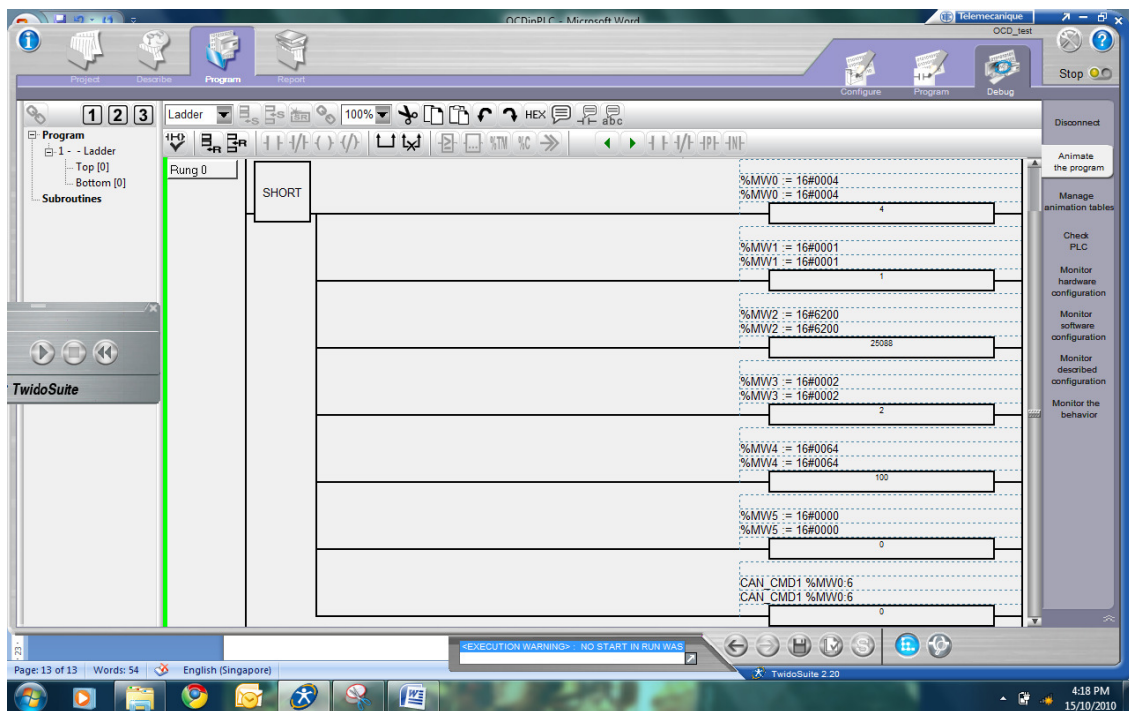 OCDinPLC - Microsoft Word
Telemecanique
OCD_test
Project
Describe
Program
Report
Configure
Program
Debug
Stop
1 2 3
Ladder
100%
HEX
abc
Disconnect
Program
1 - - Ladder
Top [0]
Bottom [0]
Subroutines
%TM
%C
Animate
the program
Manage
animation tables
Check
PLC
Monitor
hardware
configuration
Monitor
software
configuration
Monitor
described
configuration
Monitor the
behavior
Rung 0
SHORT
%MW0 := 16#0004
%MW0 := 16#0004
4
%MW1 := 16#0001
%MW1 := 16#0001
1
%MW2 := 16#6200
%MW2 := 16#6200
25088
%MW3 := 16#0002
%MW3 := 16#0002
2
%MW4 := 16#0064
%MW4 := 16#0064
100
%MW5 := 16#0000
%MW5 := 16#0000
0
CAN_CMD1 %MW0:6
CAN_CMD1 %MW0:6
0
TwidoSuite
23
<EXECUTION WARNING> : NO START IN RUN WAS
Page: 13 of 13
Words: 54
English (Singapore)
TwidoSuite 2.20
4:18 PM
15/10/2010